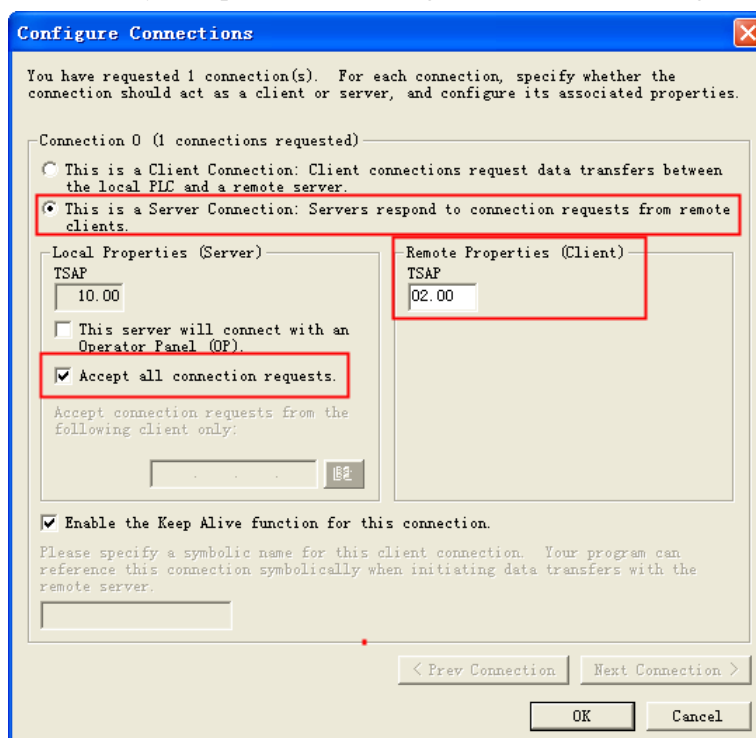 Configure Connections
You have requested 1 connection(s). For each connection, specify whether the
connection should act as a client or server, and configure its associated properties.
Connection 0 (1 connections requested)
This is a Client Connection: Client connections request data transfers between
the local PLC and a remote server.
This is a Server Connection: Servers respond to connection requests from remote
clients.
Local Properties (Server)
TSAP
10.00
This server will connect with an
Operator Panel (OP).
Accept all connection requests.
Accept connection requests from the
following client only:
. . .
Remote Properties (Client)
TSAP
02.00
Enable the Keep Alive function for this connection.
Please specify a symbolic name for this client connection. Your program can
reference this connection symbolically when initiating data transfers with the
remote server.
< Prev Connection
Next Connection >
OK
Cancel